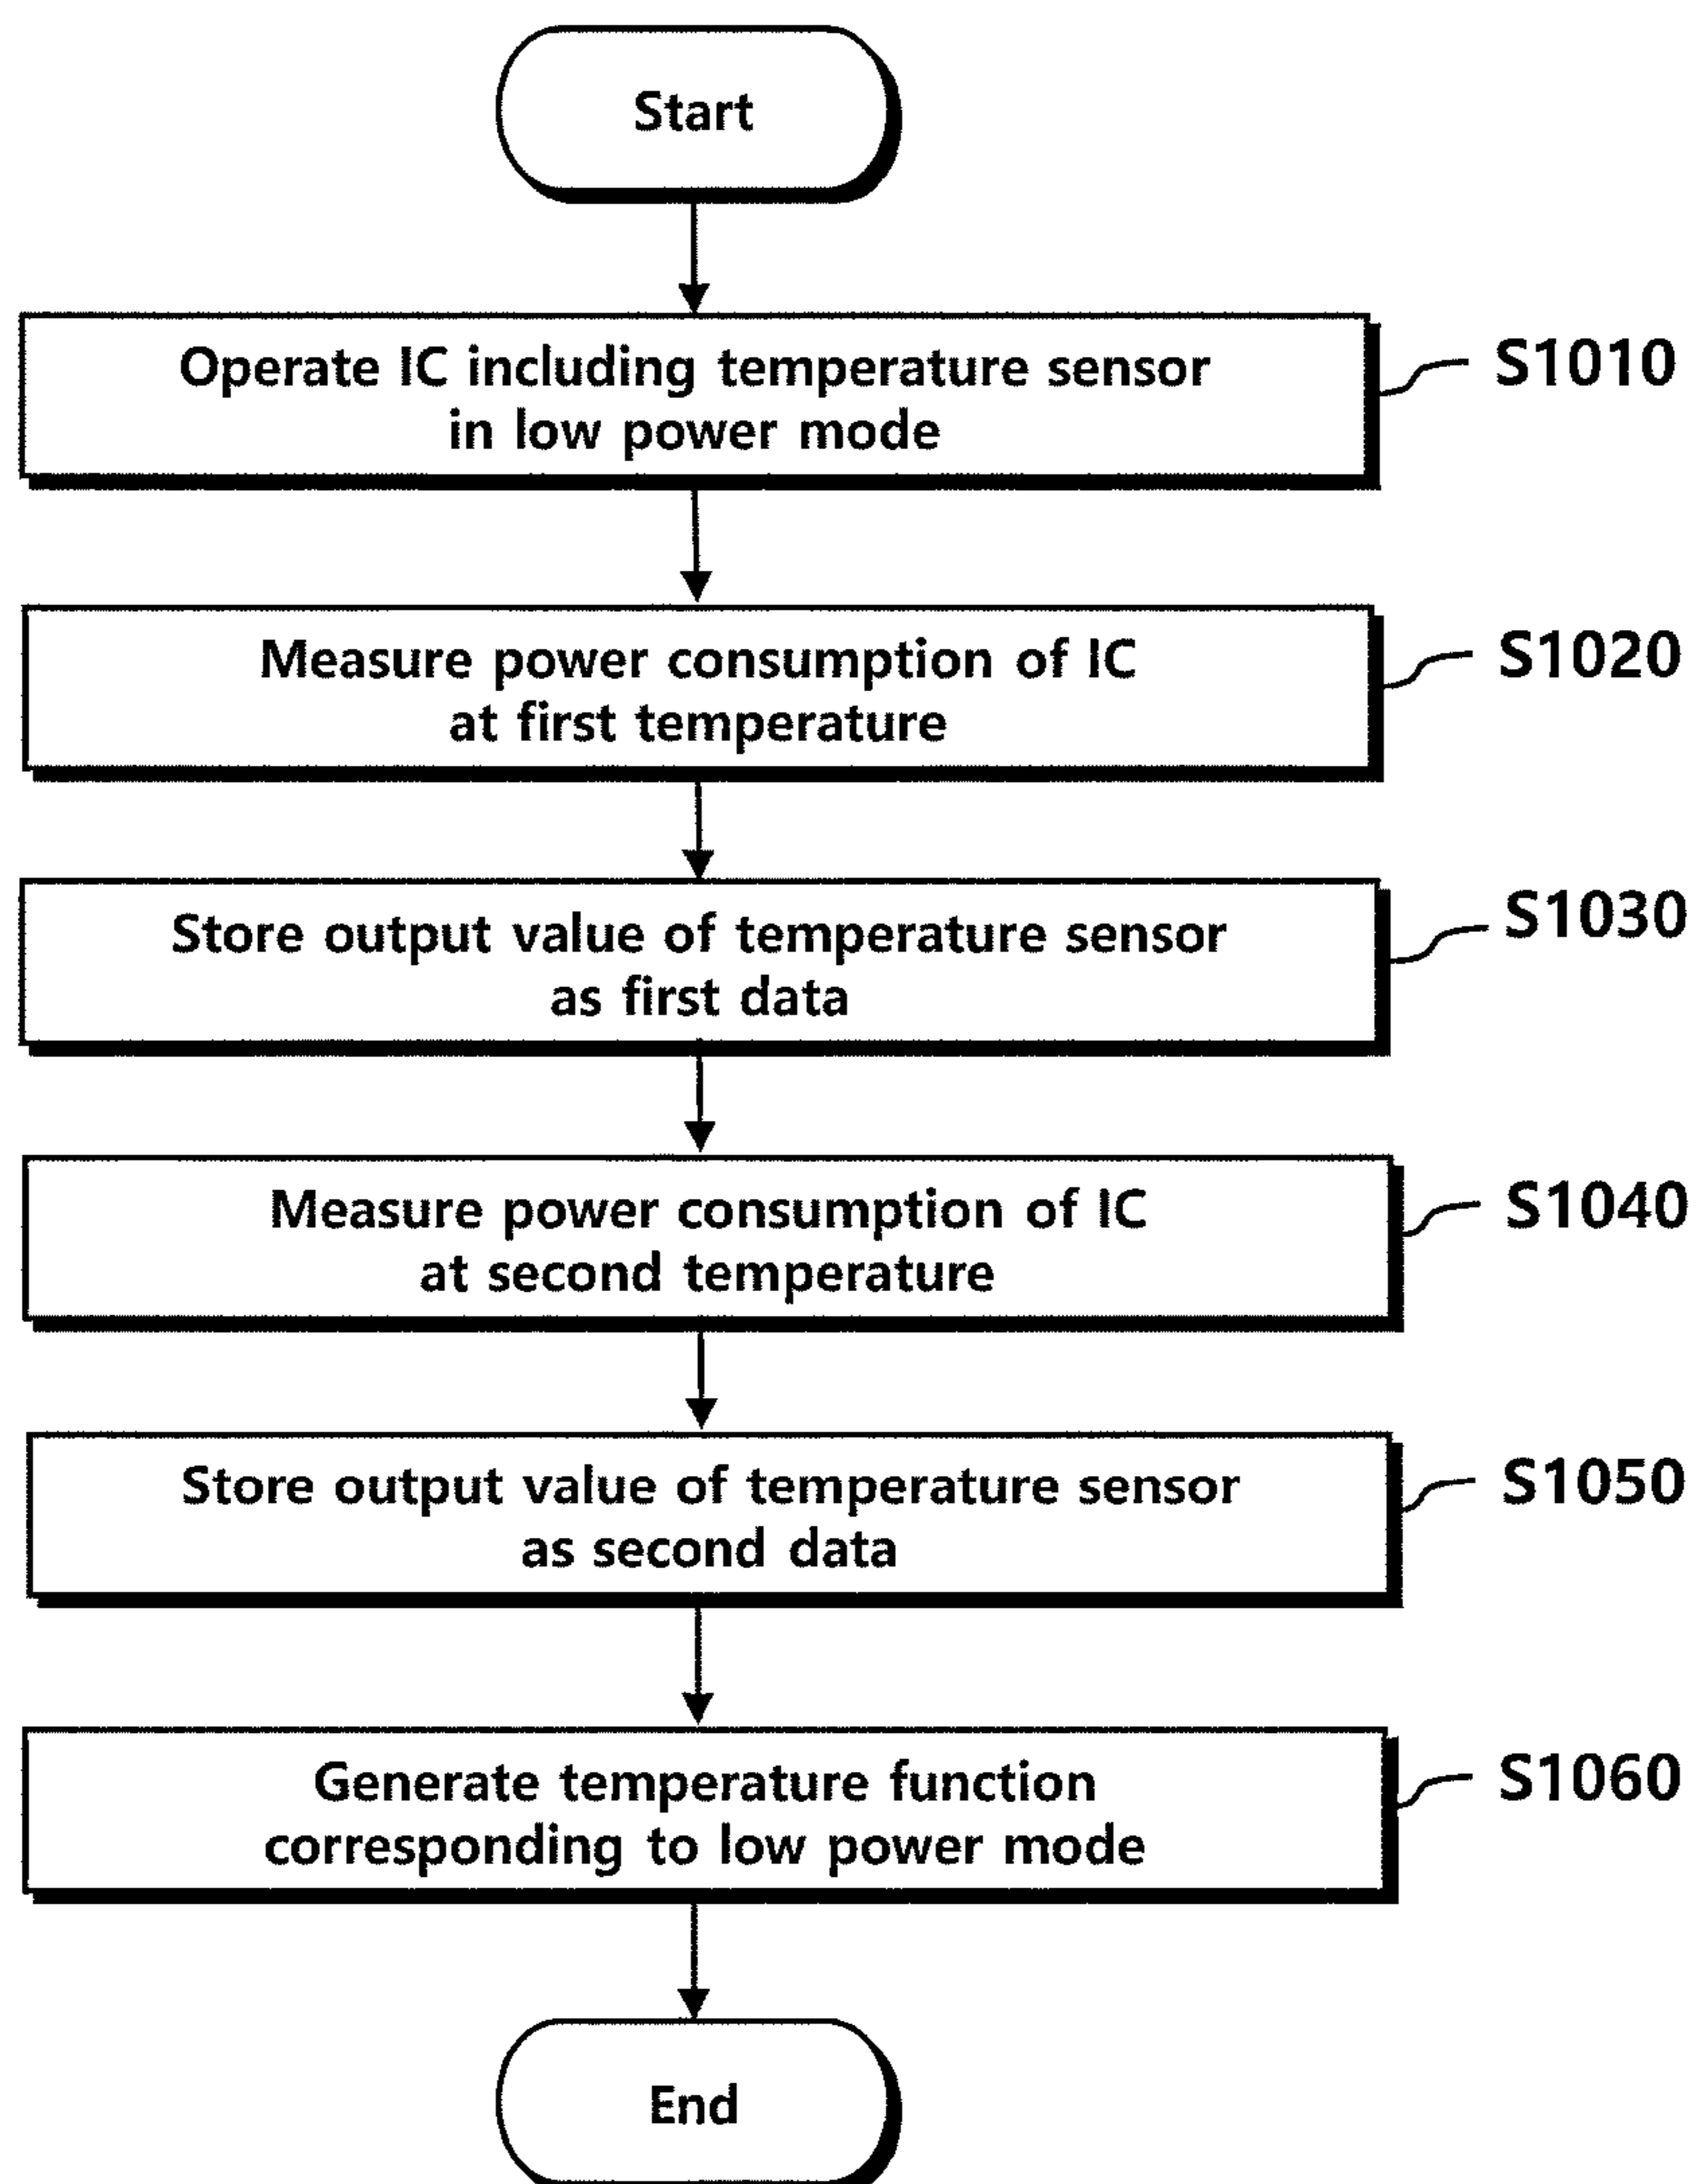 Start
Operate IC including temperature sensor
in low power mode
S1010
Measure power consumption of IC
at first temperature
S1020
Store output value of temperature sensor
as first data
S1030
Measure power consumption of IC
at second temperature
S1040
Store output value of temperature sensor
as second data
S1050
Generate temperature function
corresponding to low power mode
S1060
End